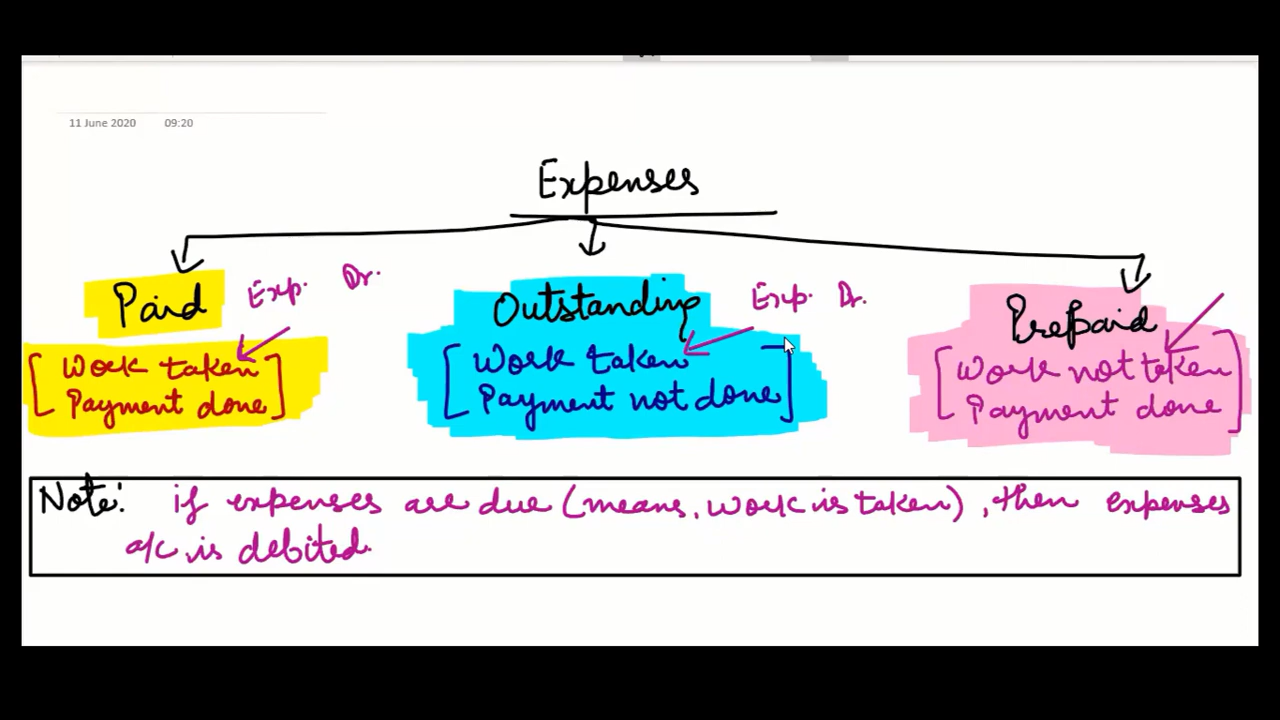 11 June 2020 09:20
Expenses
Paid Exp. Dr.
[Work taken
Payment done]
Outstanding Exp. Dr.
[Work taken
Payment not done]
Prepaid
[Work not taken
Payment done]
Note: if expenses are due (means, work is taken), then expenses
a/c is debited.